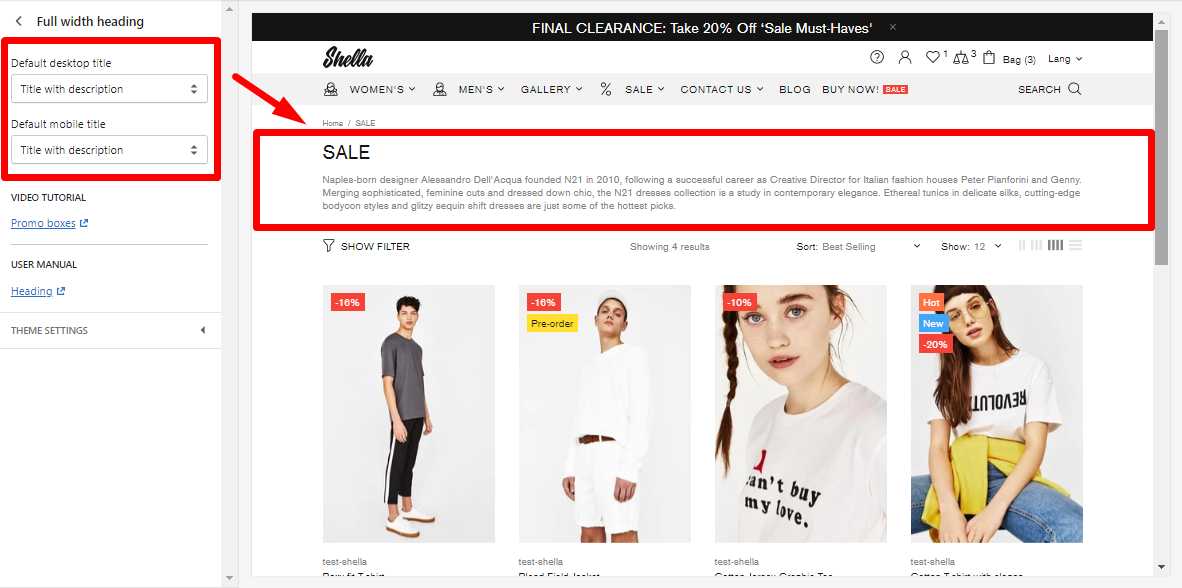 Full width heading
Default desktop title
Title with description
Default mobile title
Title with description
VIDEO TUTORIAL
Promo boxes
USER MANUAL
Heading
THEME SETTINGS
FINAL CLEARANCE: Take 20% Off ‘Sale Must-Haves' ×
Shella
1 3 Bag (3) Lang
WOMEN'S MEN'S GALLERY % SALE CONTACT US BLOG BUY NOW! SALE SEARCH
Home / SALE
SALE
Naples-born designer Alessandro Dell'Acqua founded N21 in 2010, following a successful career as Creative Director for Italian fashion houses Peter Pianforini and Genny.
Merging sophisticated, feminine cuts and dressed down chic, the N21 dresses collection is a study in contemporary elegance. Ethereal tunics in delicate silks, cutting-edge
bodycon styles and glitzy sequin shift dresses are just some of the hottest picks.
SHOW FILTER Showing 4 results Sort: Best Selling Show: 12
-16%
-16%
Pre-order
-10%
can't buy
my love.
Hot
New
-20%
REVOLUT
test-shella test-shella test-shella test-shella